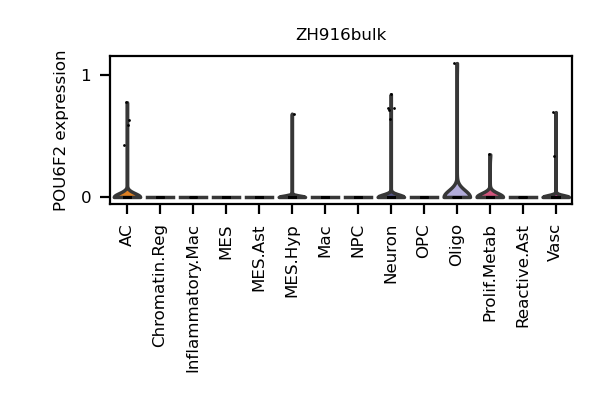 ZH916bulk
POU6F2 expression
1
0
AC
Chromatin.Reg
Inflammatory.Mac
MES
MES.Ast
MES.Hyp
Mac
NPC
Neuron
OPC
Oligo
Prolif.Metab
Reactive.Ast
Vasc